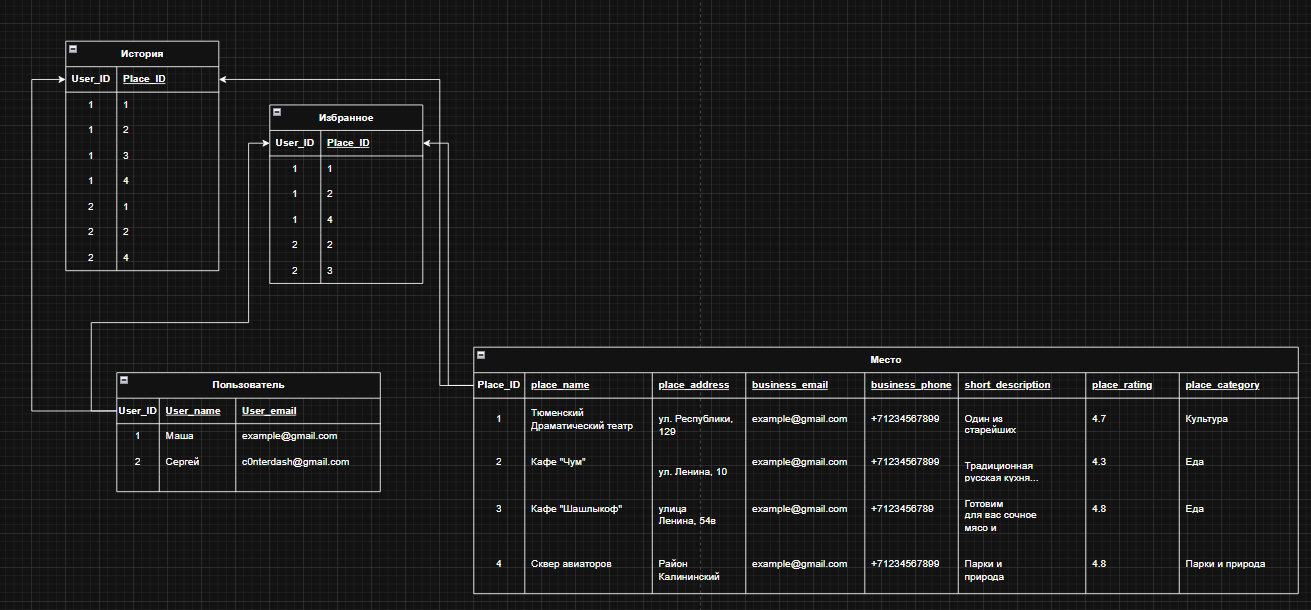 История
User_ID Place_ID
1 1
1 2
1 3
1 4
2 1
2 2
2 4
Избранное
User_ID Place_ID
1 1
1 2
1 4
2 2
2 3
Пользователь
User_ID User_name User_email
1 Маша example@gmail.com
2 Сергей c0nterdash@gmail.com
Место
Place_ID place_name place_address business_email business_phone short_description place_rating place_category
1
Тюменский
Драматический театр
ул. Республики,
129
example@gmail.com
+71234567899
Один из
старейших
4.7
Культура
2
Кафе "Чум"
ул. Ленина, 10
example@gmail.com
+71234567899
Традиционная
русская кухня...
4.3
Еда
3
Кафе "Шашлыкоф"
улица
Ленина, 54в
example@gmail.com
+7123456789
Готовим
для вас сочное
мясо и
4.8
Еда
4
Сквер авиаторов
Район
Калининский
example@gmail.com
+71234567899
Парки и
природа
4.8
Парки и природа